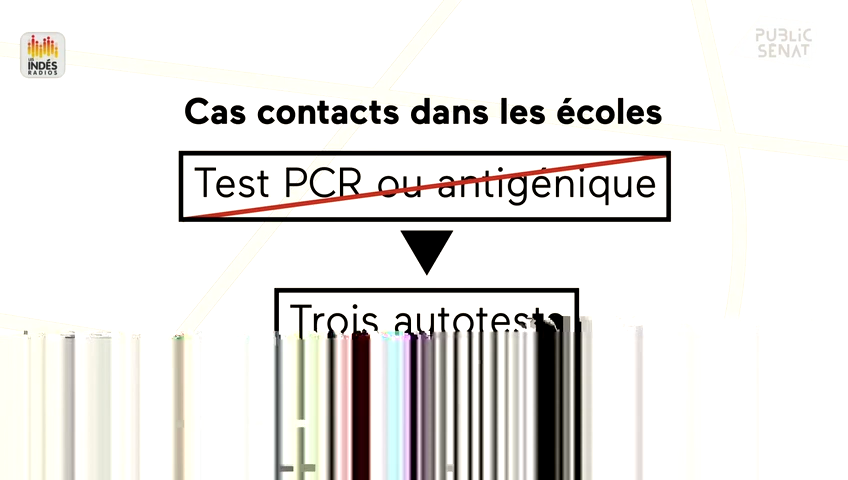 LES
INDÉS
RADIOS
PUBLiC
SENAT
Cas contacts dans les écoles
Test PCR ou antigénique
Trois autotests